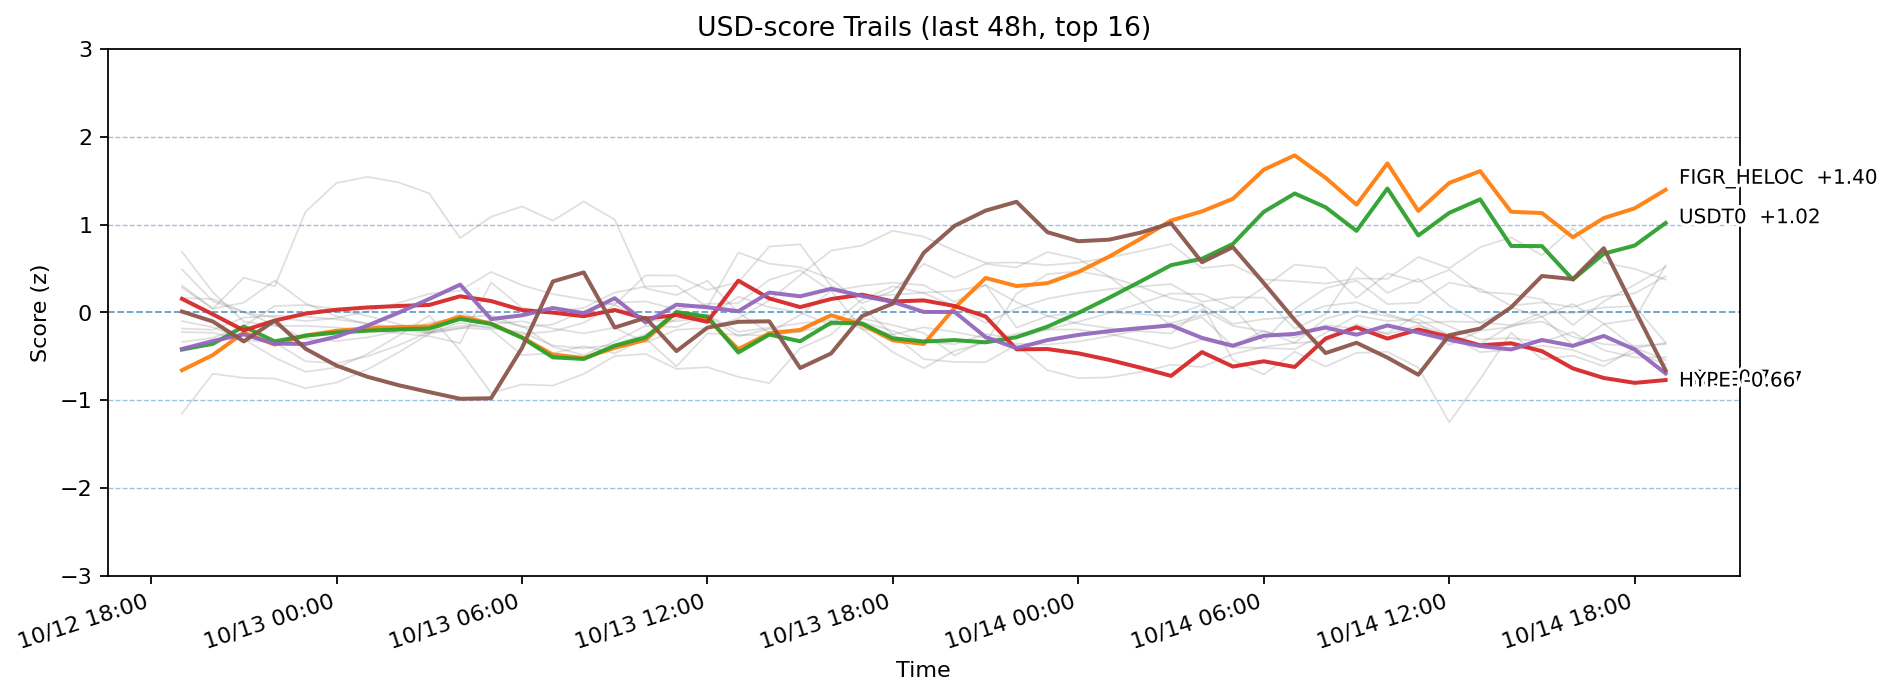 USD-score Trails (last 48h, top 16)
3
2
1
0
−1
−2
−3
Score (z)
FIGR_HELOC +1.40
USDT0 +1.02
HYPE
10/12 18:00
10/13 00:00
10/13 06:00
10/13 12:00
10/13 18:00
10/14 00:00
10/14 06:00
10/14 12:00
10/14 18:00
Time